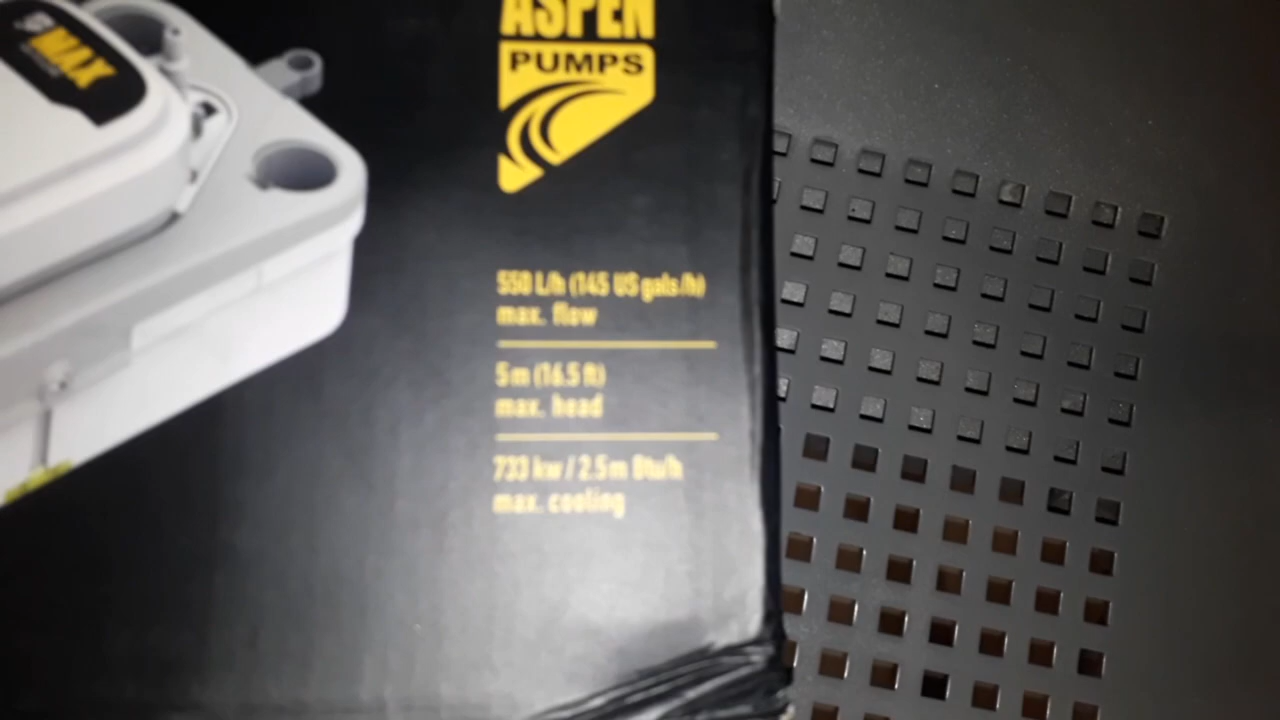 MAX
ASPEN
PUMPS
550 L/h (145 US gals/h)
max. flow
5m (16.5 ft)
max. head
733 kw / 2.5m Btu/h
max. cooling